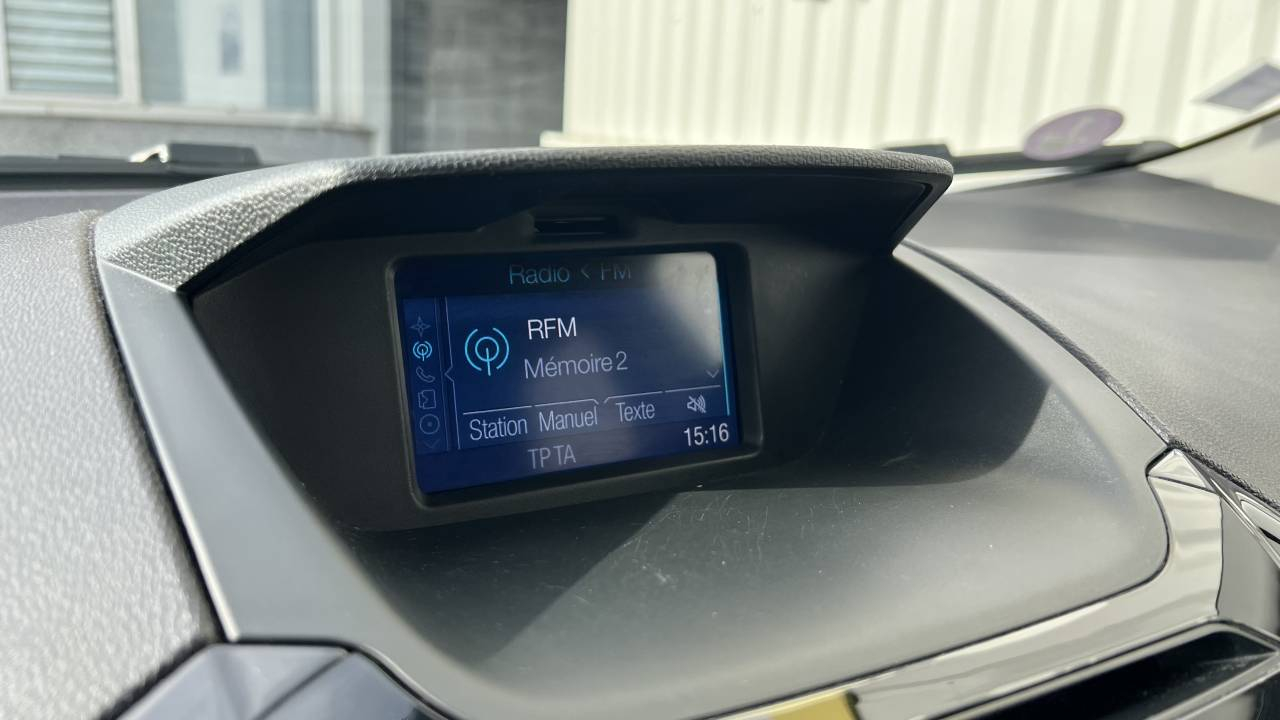 Radio < FM
RFM
Mémoire 2
Station Manuel Texte
TP TA 15:16